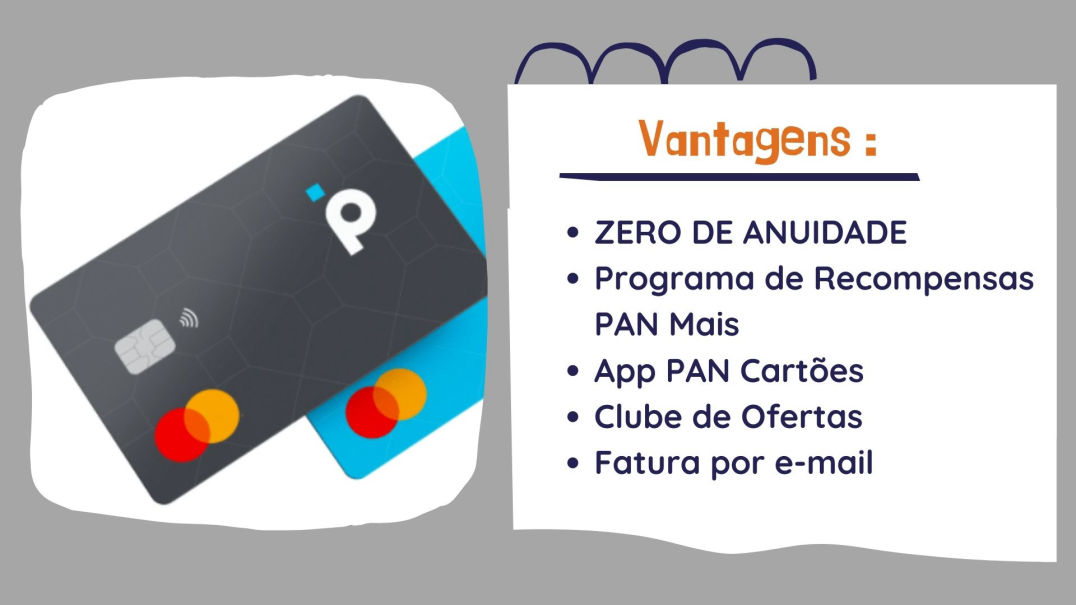 Vantagens :
ZERO DE ANUIDADE
Programa de Recompensas
PAN Mais
App PAN Cartões
Clube de Ofertas
Fatura por e-mail